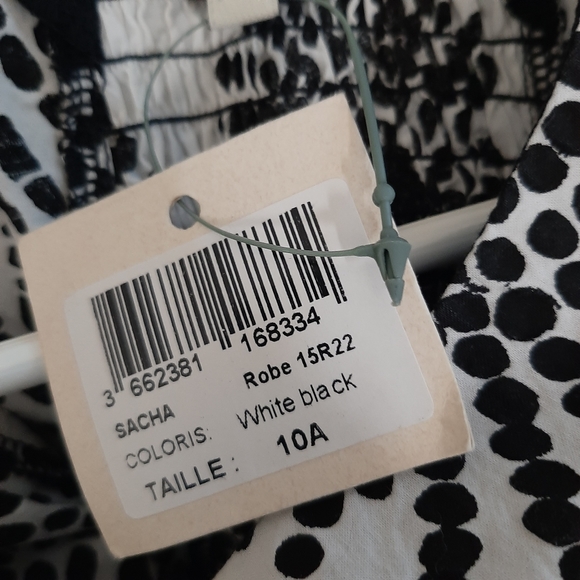 3 662381 168334
SACHA Robe 15R22
COLORIS: White black
TAILLE : 10A